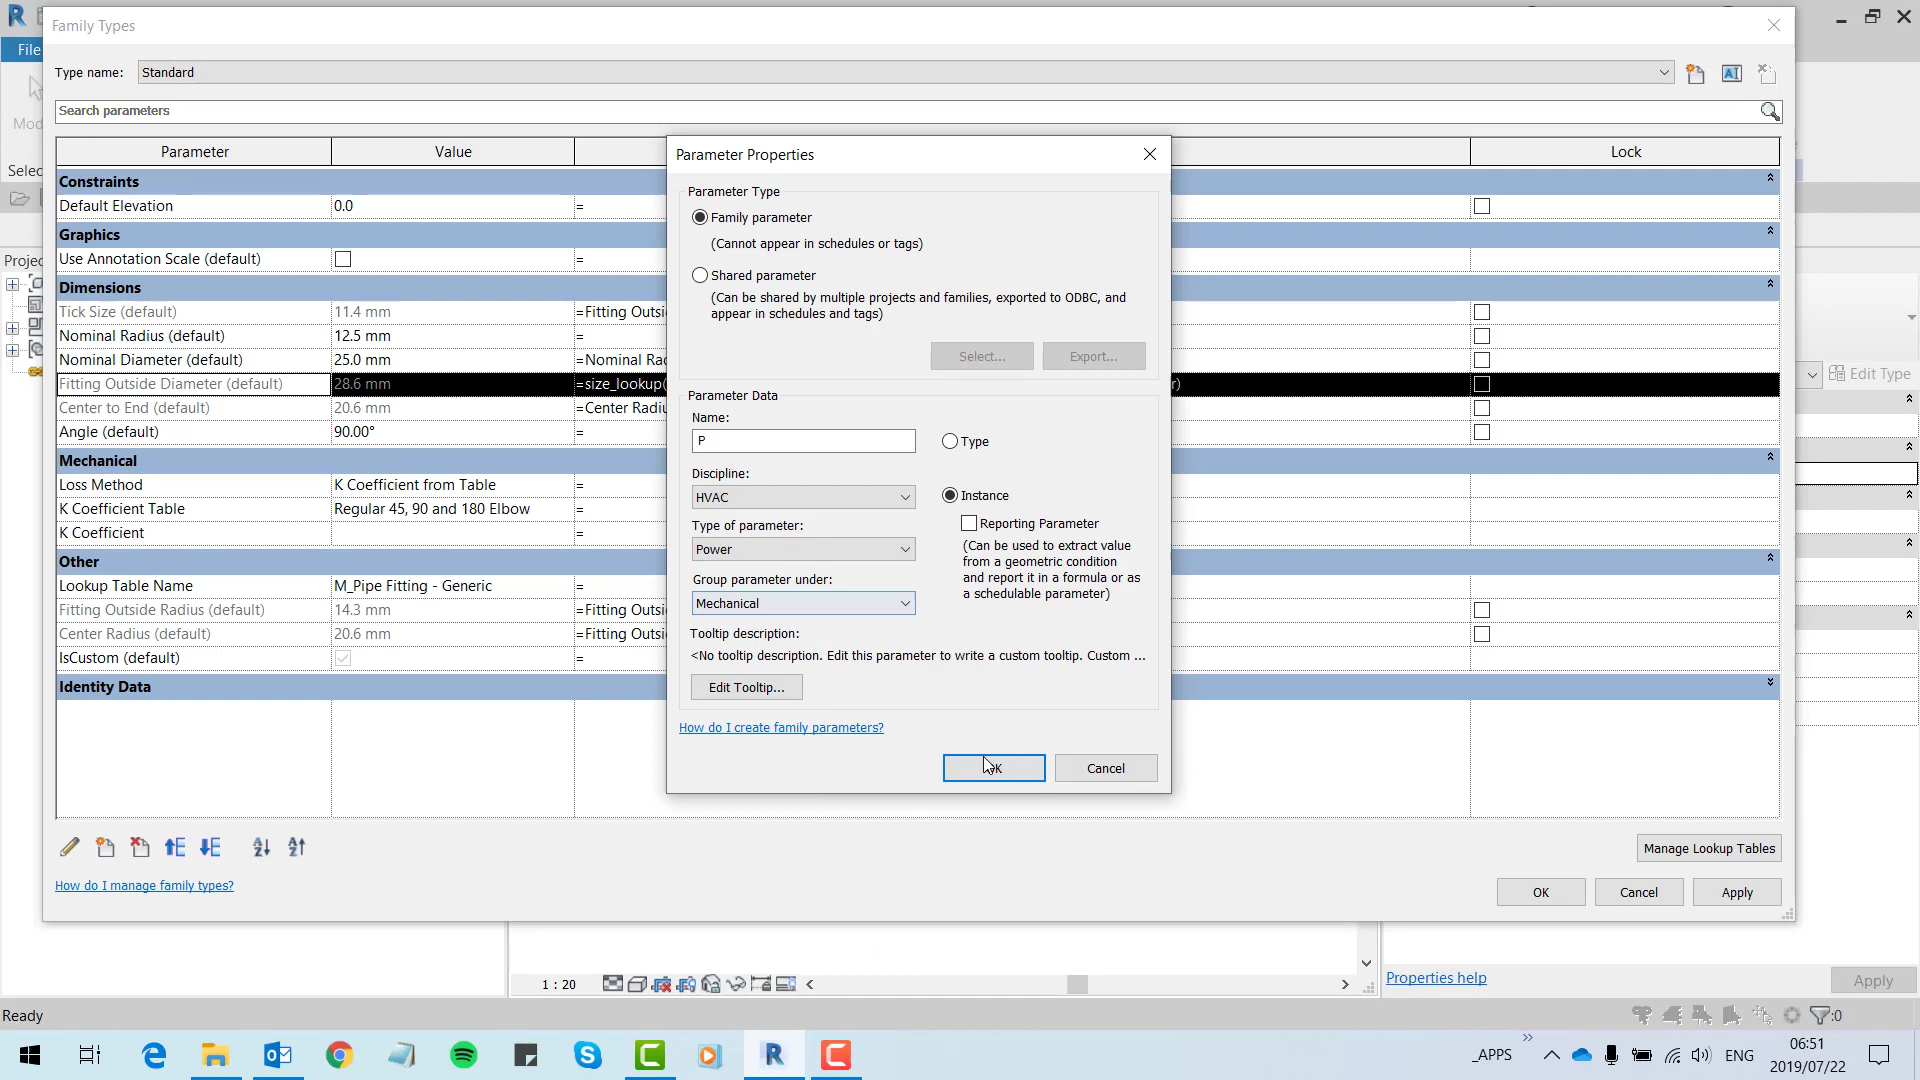 Family Types
File
Type name:
Standard
Search parameters
Parameter
Value
Lock
Constraints
Default Elevation
0.0
=
Graphics
Use Annotation Scale (default)
=
Dimensions
Tick Size (default)
11.4 mm
=Fitting Outsi
Nominal Radius (default)
12.5 mm
=
Nominal Diameter (default)
25.0 mm
=Nominal Rad
Fitting Outside Diameter (default)
28.6 mm
=size_lookup(
r)
Center to End (default)
20.6 mm
=Center Radiu
Angle (default)
90.00°
=
Mechanical
Loss Method
K Coefficient from Table
=
K Coefficient Table
Regular 45, 90 and 180 Elbow
=
K Coefficient
=
Other
Lookup Table Name
M_Pipe Fitting - Generic
=
Fitting Outside Radius (default)
14.3 mm
=Fitting Outsi
Center Radius (default)
20.6 mm
=Fitting Outsi
IsCustom (default)
=
Identity Data
Parameter Properties
Parameter Type
Family parameter
(Cannot appear in schedules or tags)
Shared parameter
(Can be shared by multiple projects and families, exported to ODBC, and
appear in schedules and tags)
Select...
Export...
Parameter Data
Name:
P
Type
Discipline:
HVAC
Instance
Reporting Parameter
(Can be used to extract value
from a geometric condition
and report it in a formula or as
a schedulable parameter)
Type of parameter:
Power
Group parameter under:
Mechanical
Tooltip description:
<No tooltip description. Edit this parameter to write a custom tooltip. Custom ...
Edit Tooltip...
How do I create family parameters?
OK
Cancel
Manage Lookup Tables
How do I manage family types?
OK
Cancel
Apply
Mod
Selec
Projec
Edit Type
1 : 20
Properties help
Apply
Ready
:0
_APPS
ENG
06:51
2019/07/22